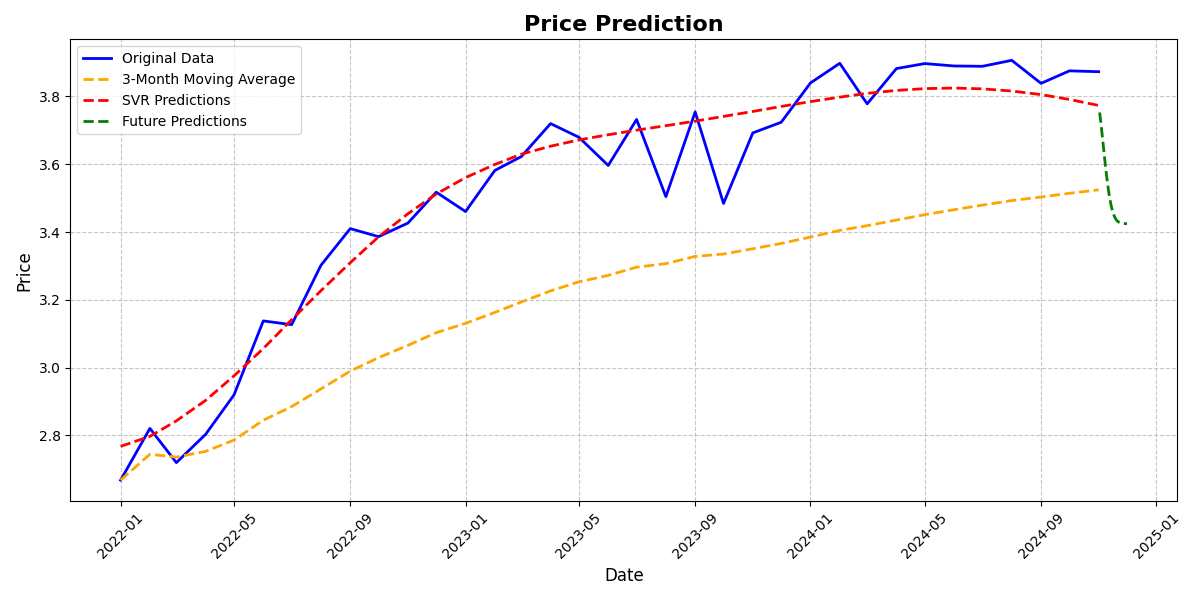 Price Prediction
Original Data
3-Month Moving Average
SVR Predictions
Future Predictions
Price
3.8
3.6
3.4
3.2
3.0
2.8
2022-01
2022-05
2022-09
2023-01
2023-05
2023-09
2024-01
2024-05
2024-09
2025-01
Date